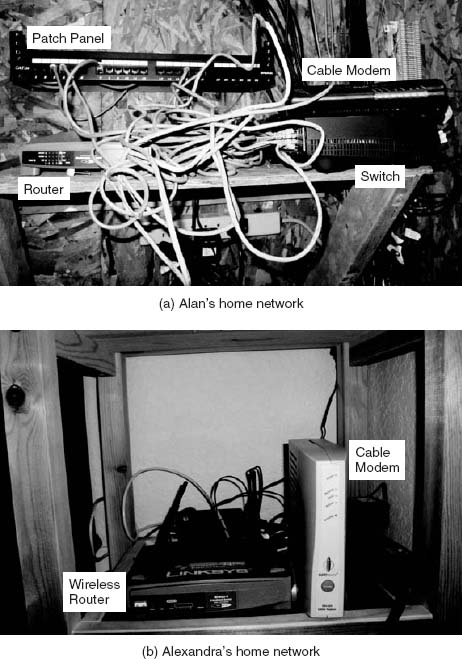 Patch Panel
Cable Modem
Router
Switch
(a) Alan's home network
Cable
Modem
LINKSYS
Wireless
Router
(b) Alexandra's home network